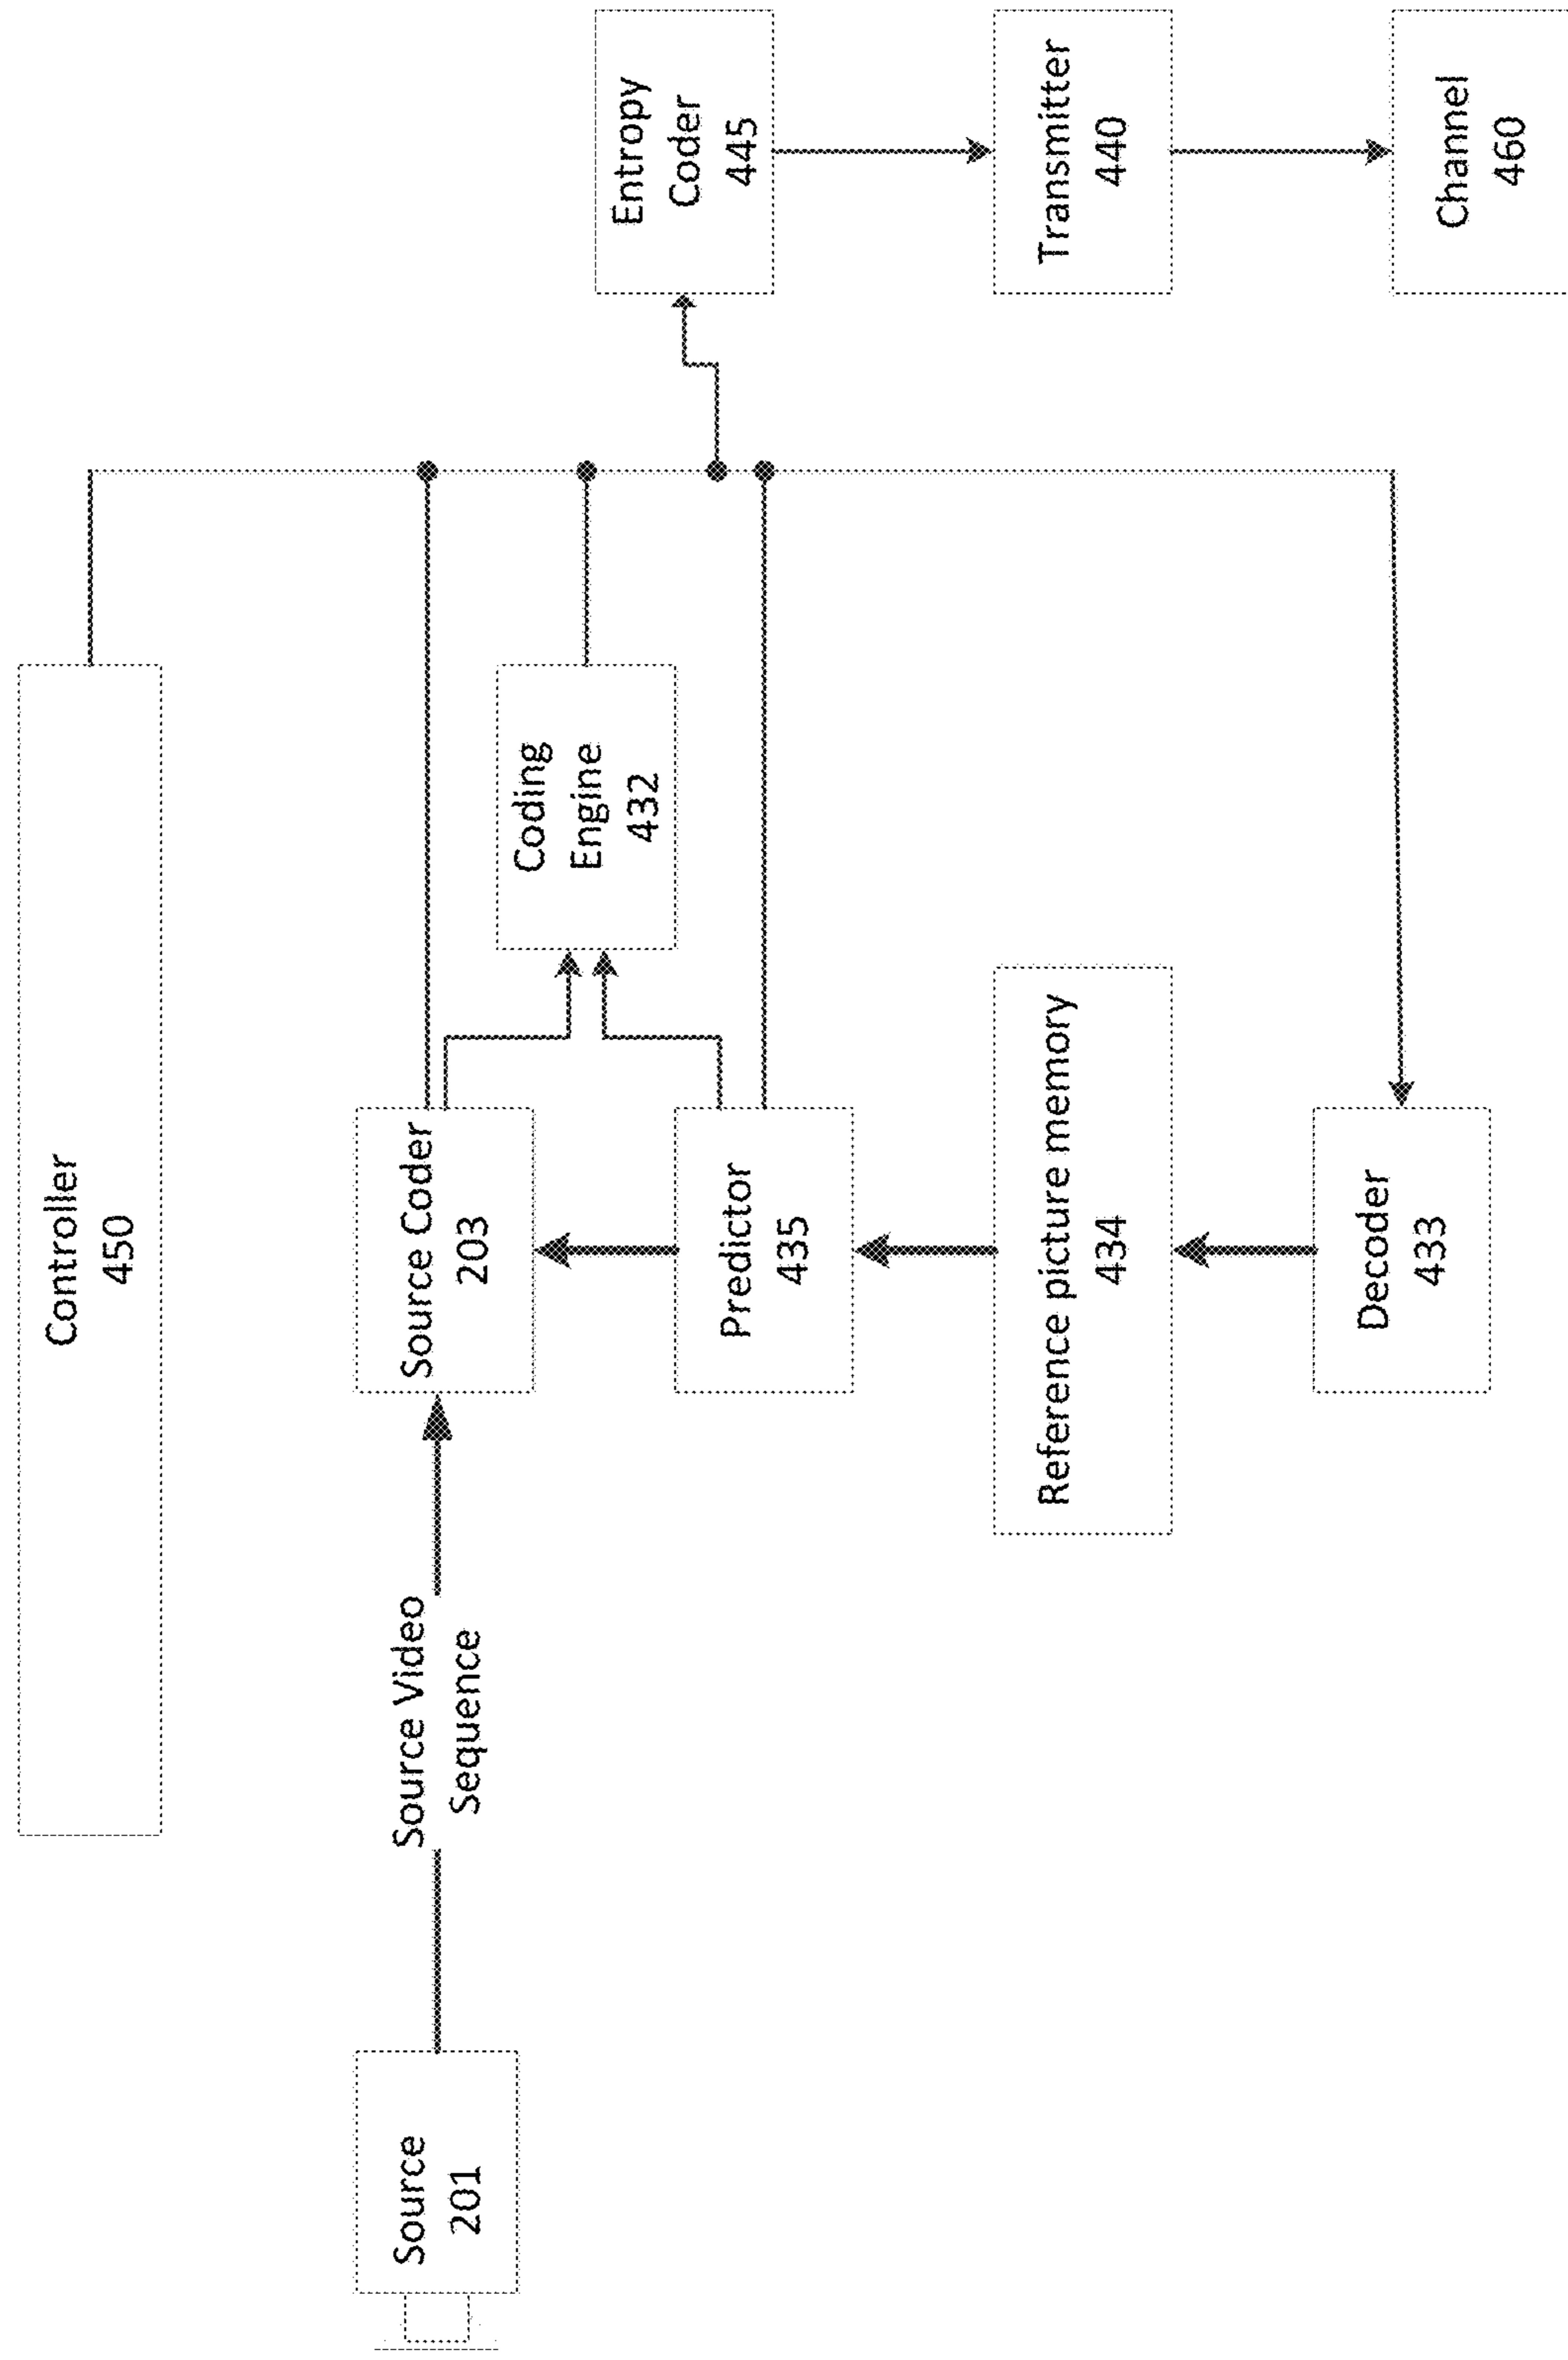 Controller
450
Source
201
Source Video
Sequence
Source Coder
203
Coding
Engine
432
Predictor
435
Entropy
Coder
445
Reference picture memory
434
Transmitter
440
Decoder
433
Channel
460